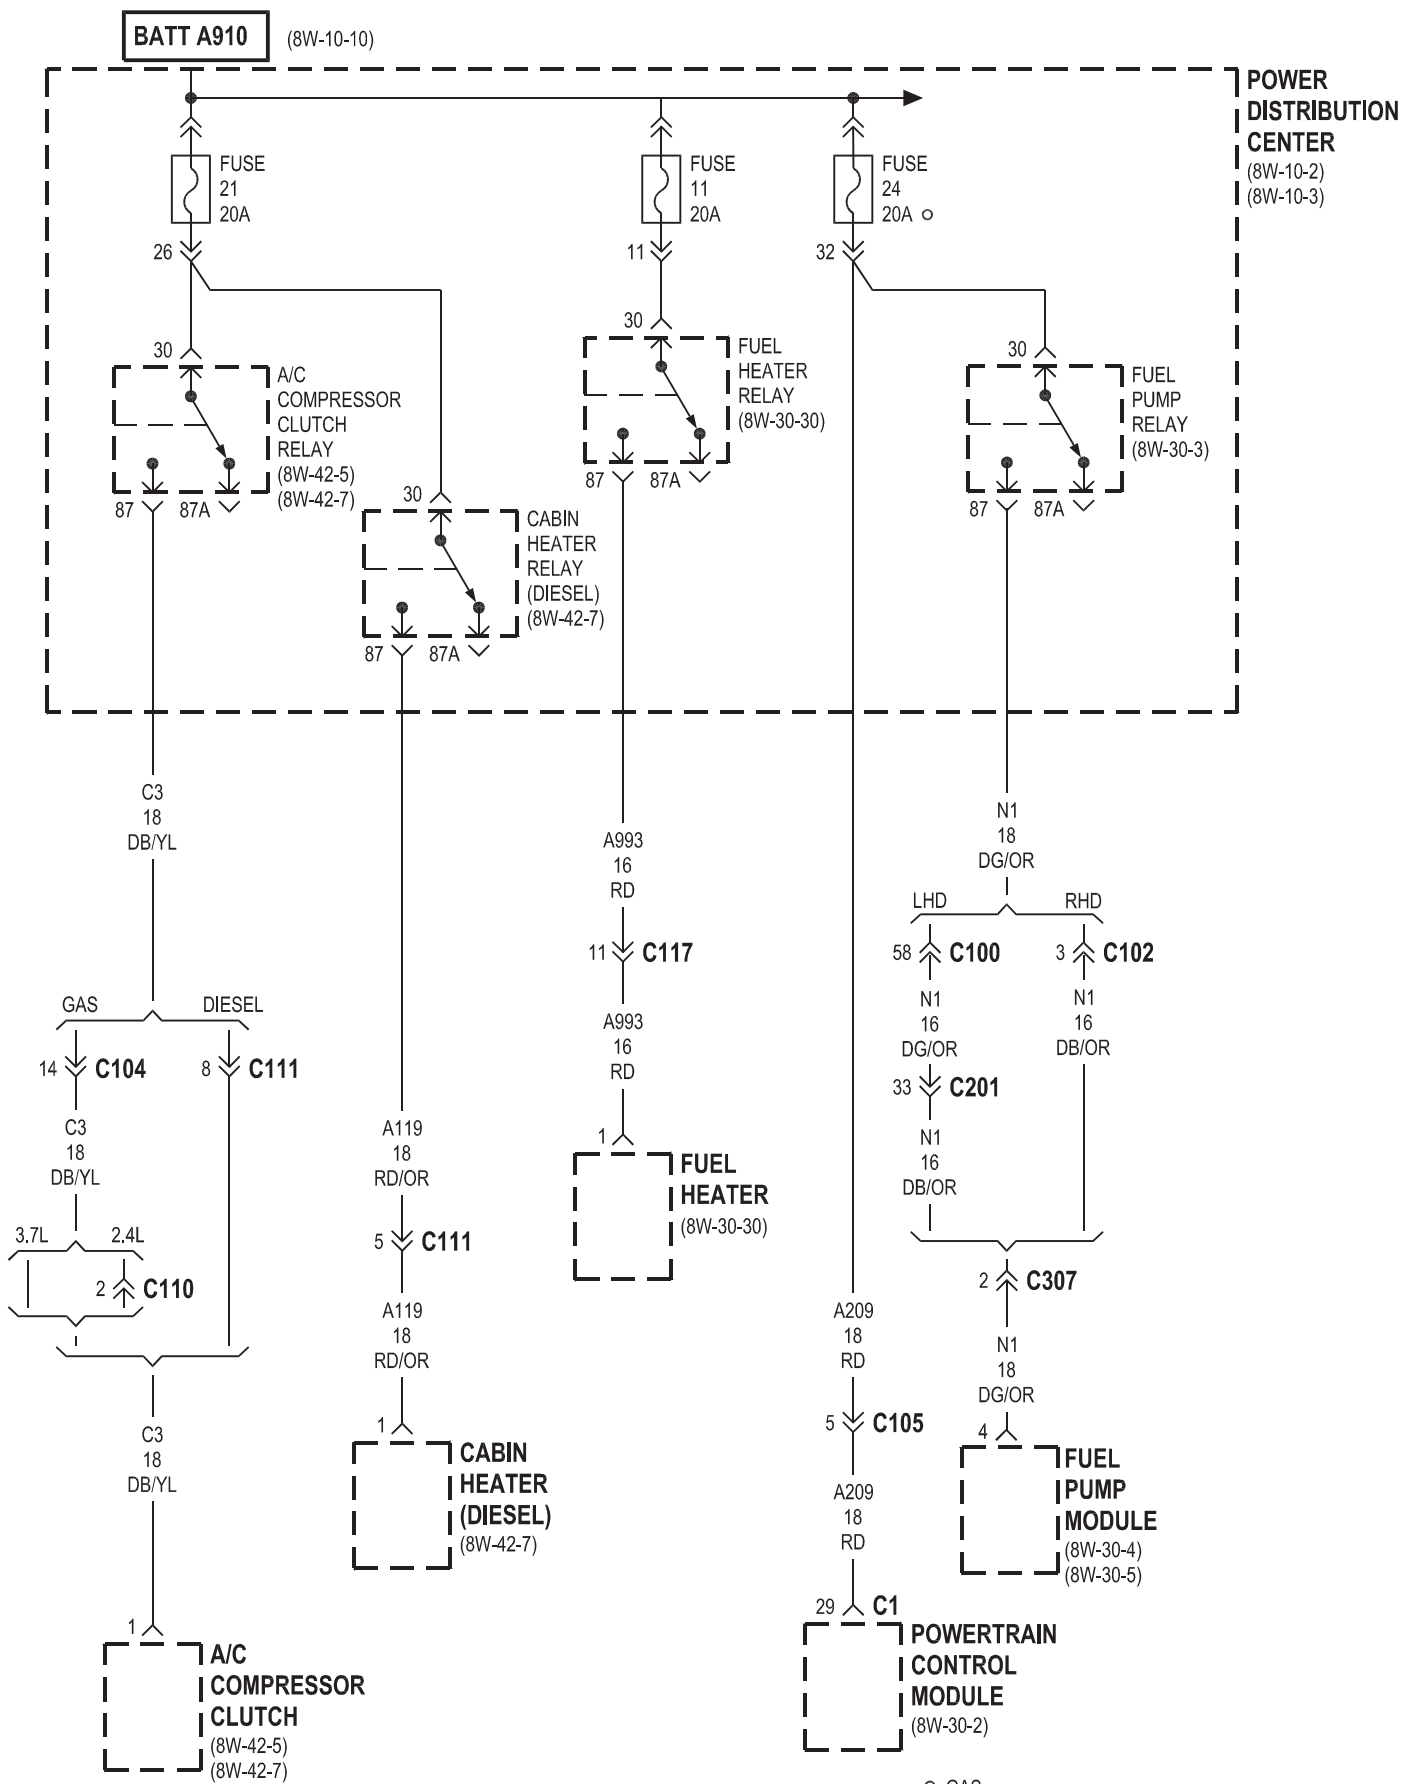 BATT A910
(8W-10-10)
POWER
DISTRIBUTION
CENTER
(8W-10-2)
(8W-10-3)
FUSE
21
20A
26
FUSE
11
20A
11
FUSE
24
20A
32
30
A/C
COMPRESSOR
CLUTCH
RELAY
(8W-42-5)
(8W-42-7)
87
87A
30
CABIN
HEATER
RELAY
(DIESEL)
(8W-42-7)
87
87A
30
FUEL
HEATER
RELAY
(8W-30-30)
87
87A
30
FUEL
PUMP
RELAY
(8W-30-3)
87
87A
C3
18
DB/YL
GAS
DIESEL
14
C104
8
C111
C3
18
DB/YL
3.7L
2.4L
2
C110
C3
18
DB/YL
1
A/C
COMPRESSOR
CLUTCH
(8W-42-5)
(8W-42-7)
A119
18
RD/OR
5
C111
A119
18
RD/OR
1
CABIN
HEATER
(DIESEL)
(8W-42-7)
A993
16
RD
11
C117
A993
16
RD
1
FUEL
HEATER
(8W-30-30)
A209
18
RD
5
C105
A209
18
RD
29
C1
POWERTRAIN
CONTROL
MODULE
(8W-30-2)
N1
18
DG/OR
LHD
RHD
58
C100
3
C102
N1
16
DG/OR
N1
16
DB/OR
33
C201
N1
16
DB/OR
2
C307
N1
18
DG/OR
4
FUEL
PUMP
MODULE
(8W-30-4)
(8W-30-5)
GAS